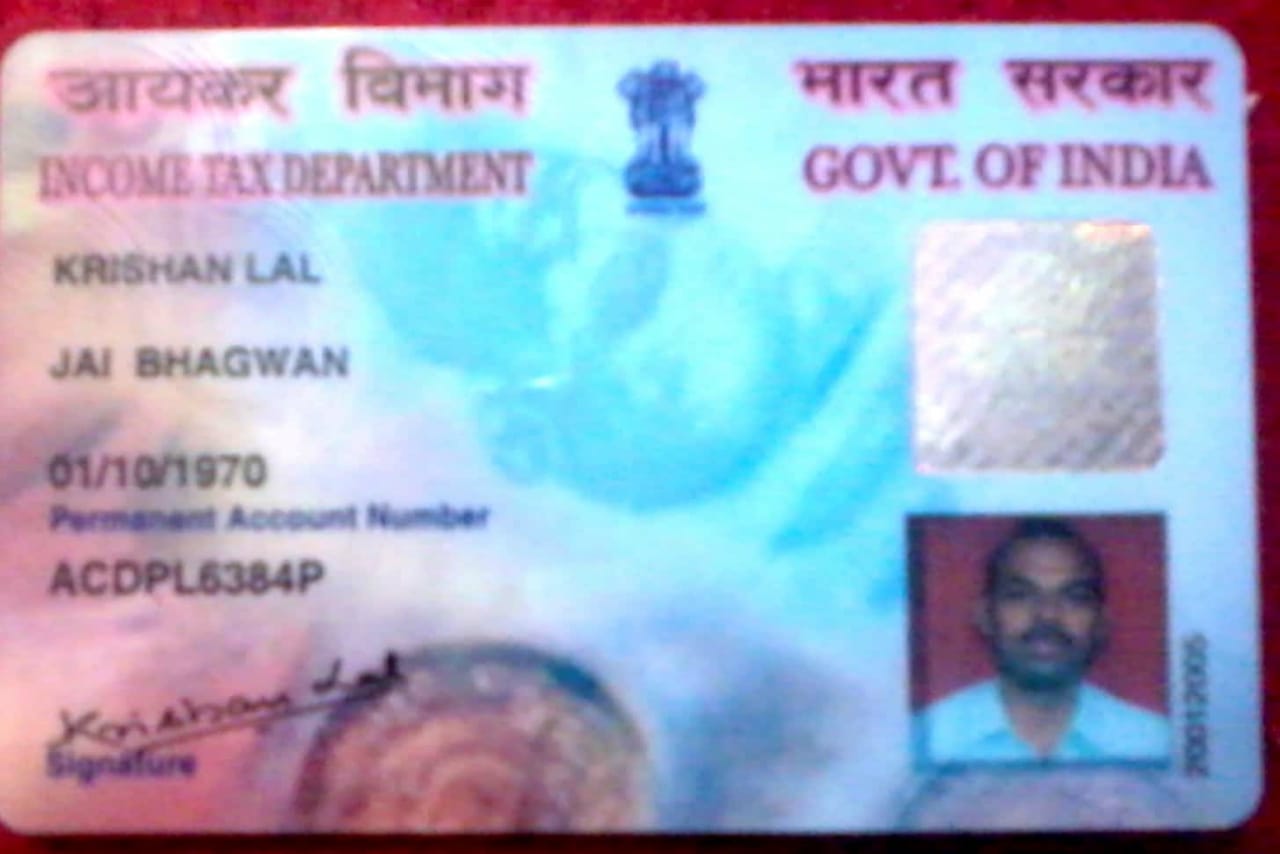 आयकर विभाग
भारत सरकार
INCOME TAX DEPARTMENT
GOVT. OF INDIA
KRISHAN LAL
JAI BHAGWAN
01/10/1970
Permanent Account Number
ACDPL6384P
Krishan Lal
Signature
20012005